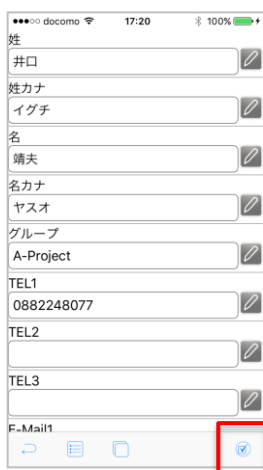 docomo 17:20 100%
姓
井口
姓カナ
イグチ
名
靖夫
名カナ
ヤスオ
グループ
A-Project
TEL1
0882248077
TEL2
TEL3
E-Mail1